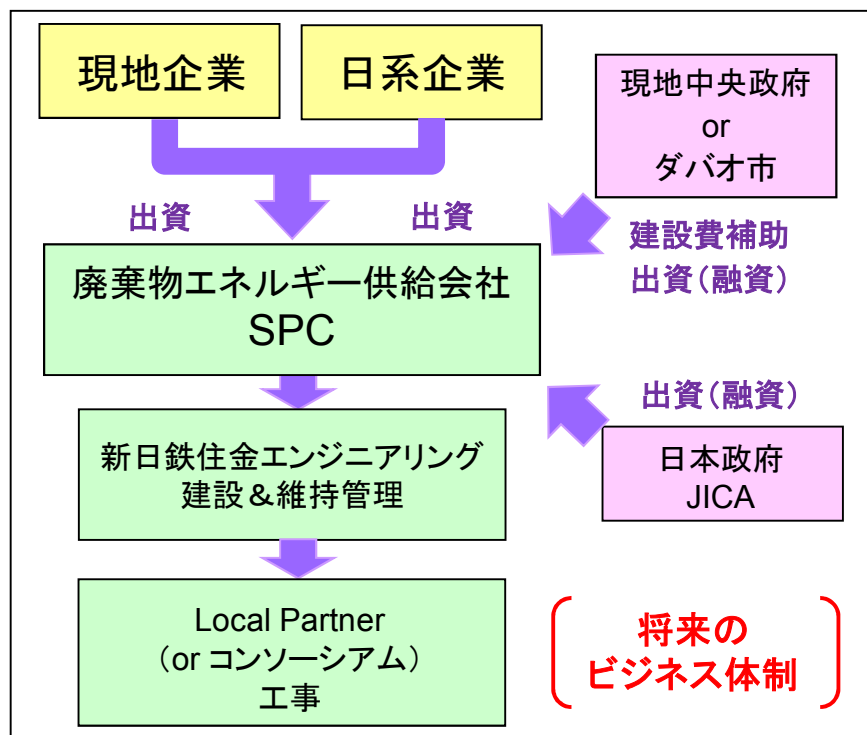 現地企業
日系企業
現地中央政府
or
ダバオ市
出資
出資
建設費補助
出資(融資)
廃棄物エネルギー供給会社
SPC
出資(融資)
新日鉄住金エンジニアリング
建設&維持管理
日本政府
JICA
Local Partner
(or コンソーシアム)
工事
将来の
ビジネス体制